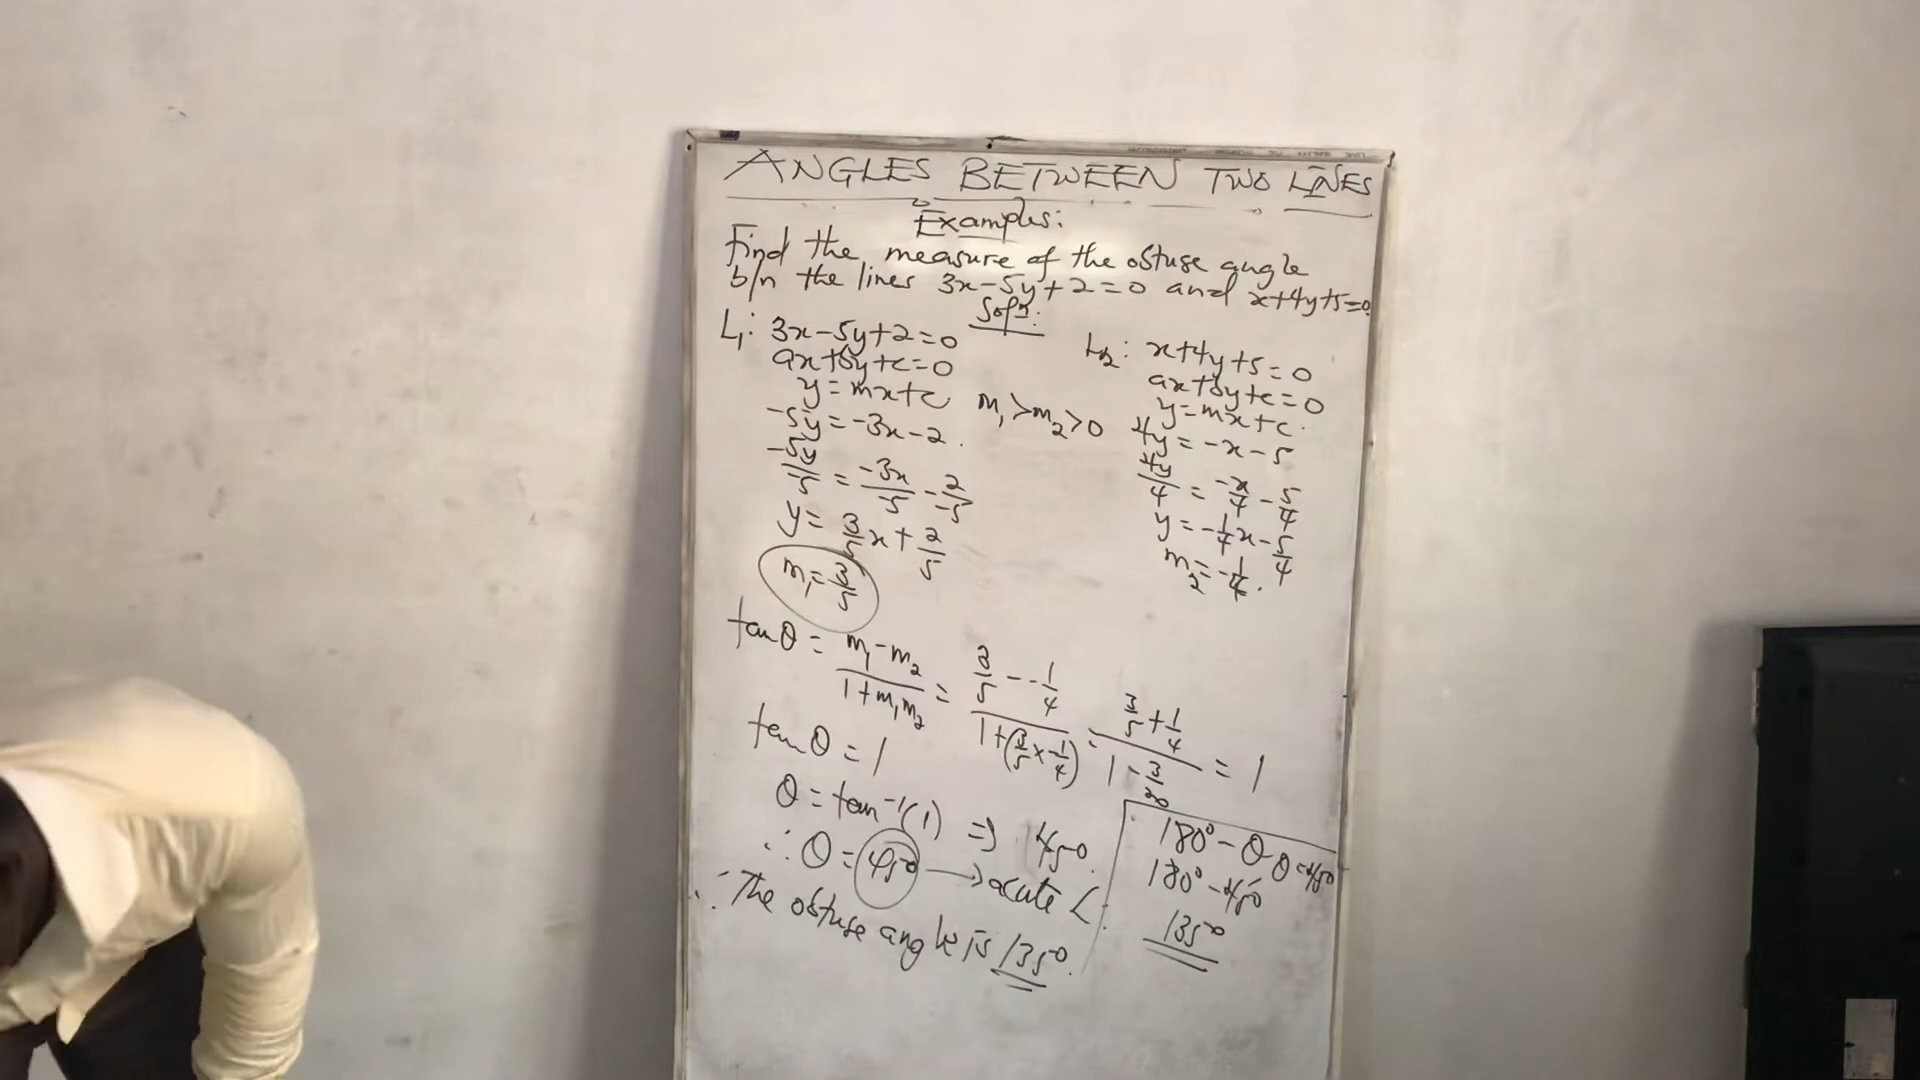 ANGLES BETWEEN TWO LINES
Examples:
Find the measure of the obtuse angle
b/n the lines 3x-5y+2=0 and x+4y+5=0.
Soln:
L₁: 3x-5y+2=0
ax+by+c=0
y=mx+c
-5y=-3x-2.
-5y/-5 = -3x/-5 - 2/-5
y= 3/5x + 2/5
m₁=3/5
m₁>m₂>0
L₂: x+4y+5=0
ax+by+c=0
y=mx+c.
4y=-x-5
4y/4 = -x/4 - 5/4
y=-1/4x-5/4
m₂=-1/4.
tanθ = (m₁-m₂)/(1+m₁m₂) = (3/5--1/4)/(1+(3/5×-1/4)) = (3/5+1/4)/(1-3/20) = 1
tanθ=1
θ=tan⁻¹(1) ⇒ 45°.
∴ θ=45° → acute ∠.
∴ The obtuse angle is 135°.
180°-θ θ=45°
180°-45°
135°